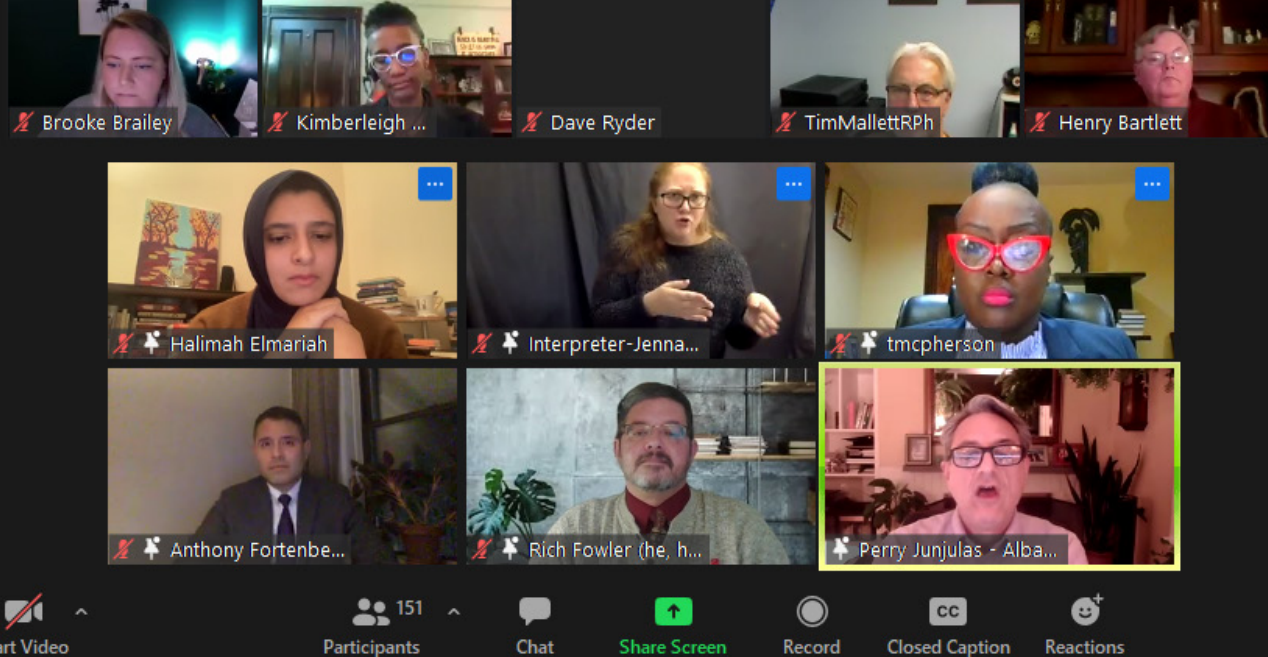 Brooke Brailey
Kimberleigh ...
Dave Ryder
TimMallettRPh
Henry Bartlett
Halimah Elmariah
Interpreter-Jenna...
tmcpherson
Anthony Fortenbe...
Rich Fowler (he, h...
Perry Junjulas - Alba...
151
art Video
Participants
Chat
Share Screen
Record
CC
Closed Caption
Reactions